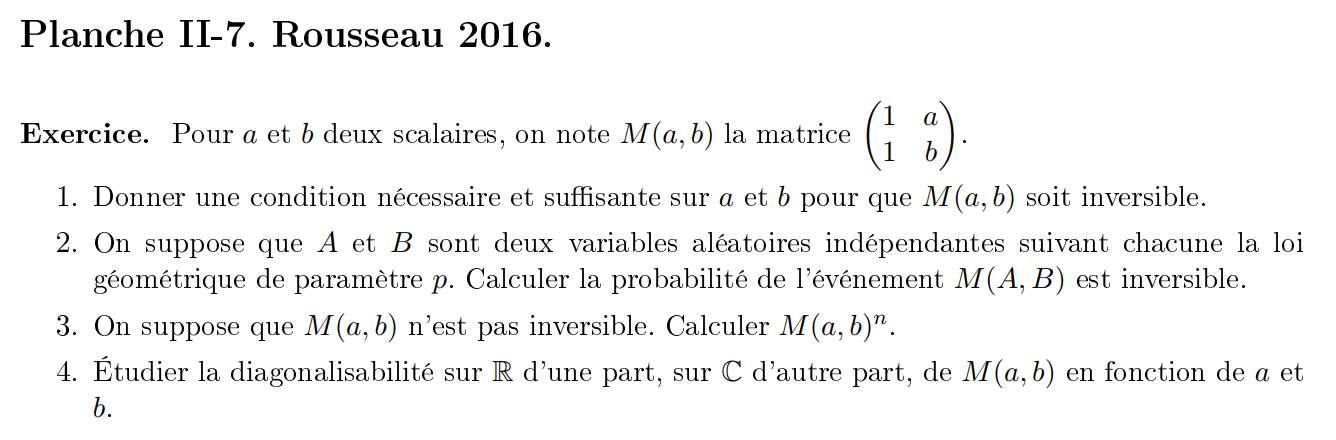 Planche II-7. Rousseau 2016.
Exercice. Pour a et b deux scalaires, on note M(a, b) la matrice \begin{pmatrix} 1 & a \\ 1 & b \end{pmatrix}.
1. Donner une condition nécessaire et suffisante sur a et b pour que M(a, b) soit inversible.
2. On suppose que A et B sont deux variables aléatoires indépendantes suivant chacune la loi
géométrique de paramètre p. Calculer la probabilité de l'événement M(A, B) est inversible.
3. On suppose que M(a, b) n'est pas inversible. Calculer M(a, b)^n.
4. Étudier la diagonalisabilité sur ℝ d'une part, sur ℂ d'autre part, de M(a, b) en fonction de a et
b.